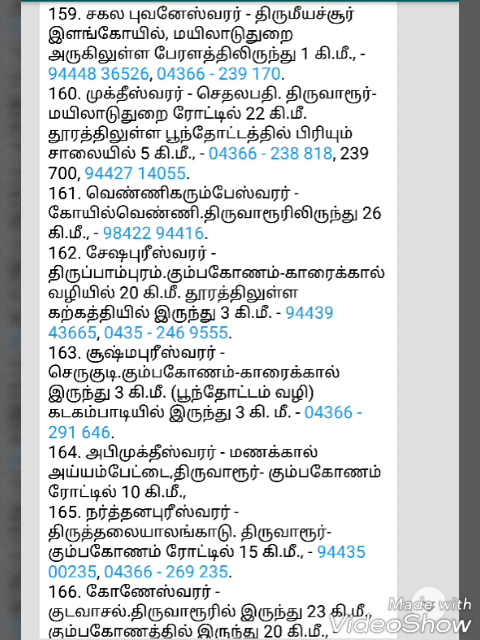 159. சகல புவனேஸ்வரர் - திருமீயச்சூர்
இளங்கோயில், மயிலாடுதுறை
அருகிலுள்ள பேரளத்திலிருந்து 1 கி.மீ., -
94448 36526, 04366 - 239 170.
160. முக்தீஸ்வரர் - செதலபதி. திருவாரூர்-
மயிலாடுதுறை ரோட்டில் 22 கி.மீ.
தூரத்திலுள்ள பூந்தோட்டத்தில் பிரியும்
சாலையில் 5 கி.மீ., - 04366 - 238 818, 239
700, 94427 14055.
161. வெண்ணிகரும்பேஸ்வரர் -
கோயில்வெண்ணி.திருவாரூரிலிருந்து 26
கி.மீ., - 98422 94416.
162. சேஷபுரீஸ்வரர் -
திருப்பாம்புரம்.கும்பகோணம்-காரைக்கால்
வழியில் 20 கி.மீ. தூரத்திலுள்ள
கற்கத்தியில் இருந்து 3 கி.மீ. - 94439
43665, 0435 - 246 9555.
163. சூஷ்மபுரீஸ்வரர் -
செருகுடி.கும்பகோணம்-காரைக்கால்
இருந்து 3 கி.மீ. (பூந்தோட்டம் வழி)
கடகம்பாடியில் இருந்து 3 கி. மீ. - 04366 -
291 646.
164. அபிமுக்தீஸ்வரர் - மணக்கால்
அய்யம்பேட்டை,திருவாரூர்- கும்பகோணம்
ரோட்டில் 10 கி.மீ.,
165. நர்த்தனபுரீஸ்வரர் -
திருத்தலையாலங்காடு. திருவாரூர்-
கும்பகோணம் ரோட்டில் 15 கி.மீ., - 94435
00235, 04366 - 269 235.
166. கோணேஸ்வரர் -
குடவாசல்.திருவாரூரில் இருந்து 23 கி.மீ.,
கும்பகோணத்தில் இருந்து 20 கி.மீ., -
Made with
VideoShow